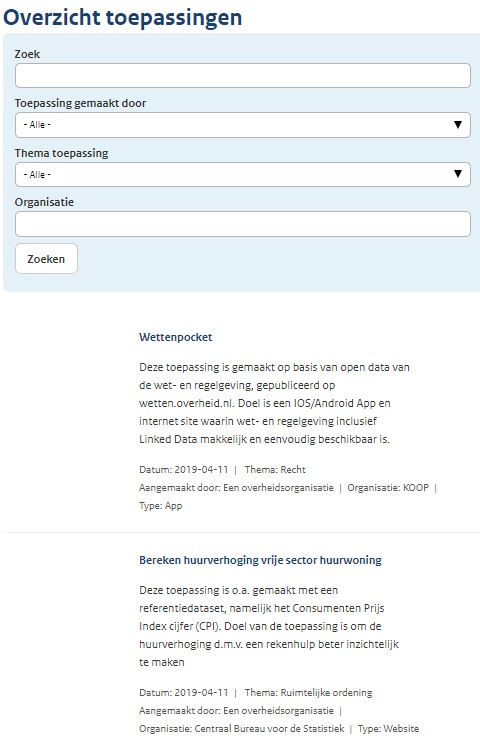 Overzicht toepassingen
Zoek
Toepassing gemaakt door
- Alle -
Thema toepassing
- Alle -
Organisatie
Zoeken
Wettenpocket
Deze toepassing is gemaakt op basis van open data van
de wet- en regelgeving, gepubliceerd op
wetten.overheid.nl. Doel is een IOS/Android App en
internet site waarin wet- en regelgeving inclusief
Linked Data makkelijk en eenvoudig beschikbaar is.
Datum: 2019-04-11 | Thema: Recht
Aangemaakt door: Een overheidsorganisatie | Organisatie: KOOP |
Type: App
Bereken huurverhoging vrije sector huurwoning
Deze toepassing is o.a. gemaakt met een
referentiedataset, namelijk het Consumenten Prijs
Index cijfer (CPI). Doel van de toepassing is om de
huurverhoging d.m.v. een rekenhulp beter inzichtelijk
te maken
Datum: 2019-04-11 | Thema: Ruimtelijke ordening
Aangemaakt door: Een overheidsorganisatie |
Organisatie: Centraal Bureau voor de Statistiek | Type: Website